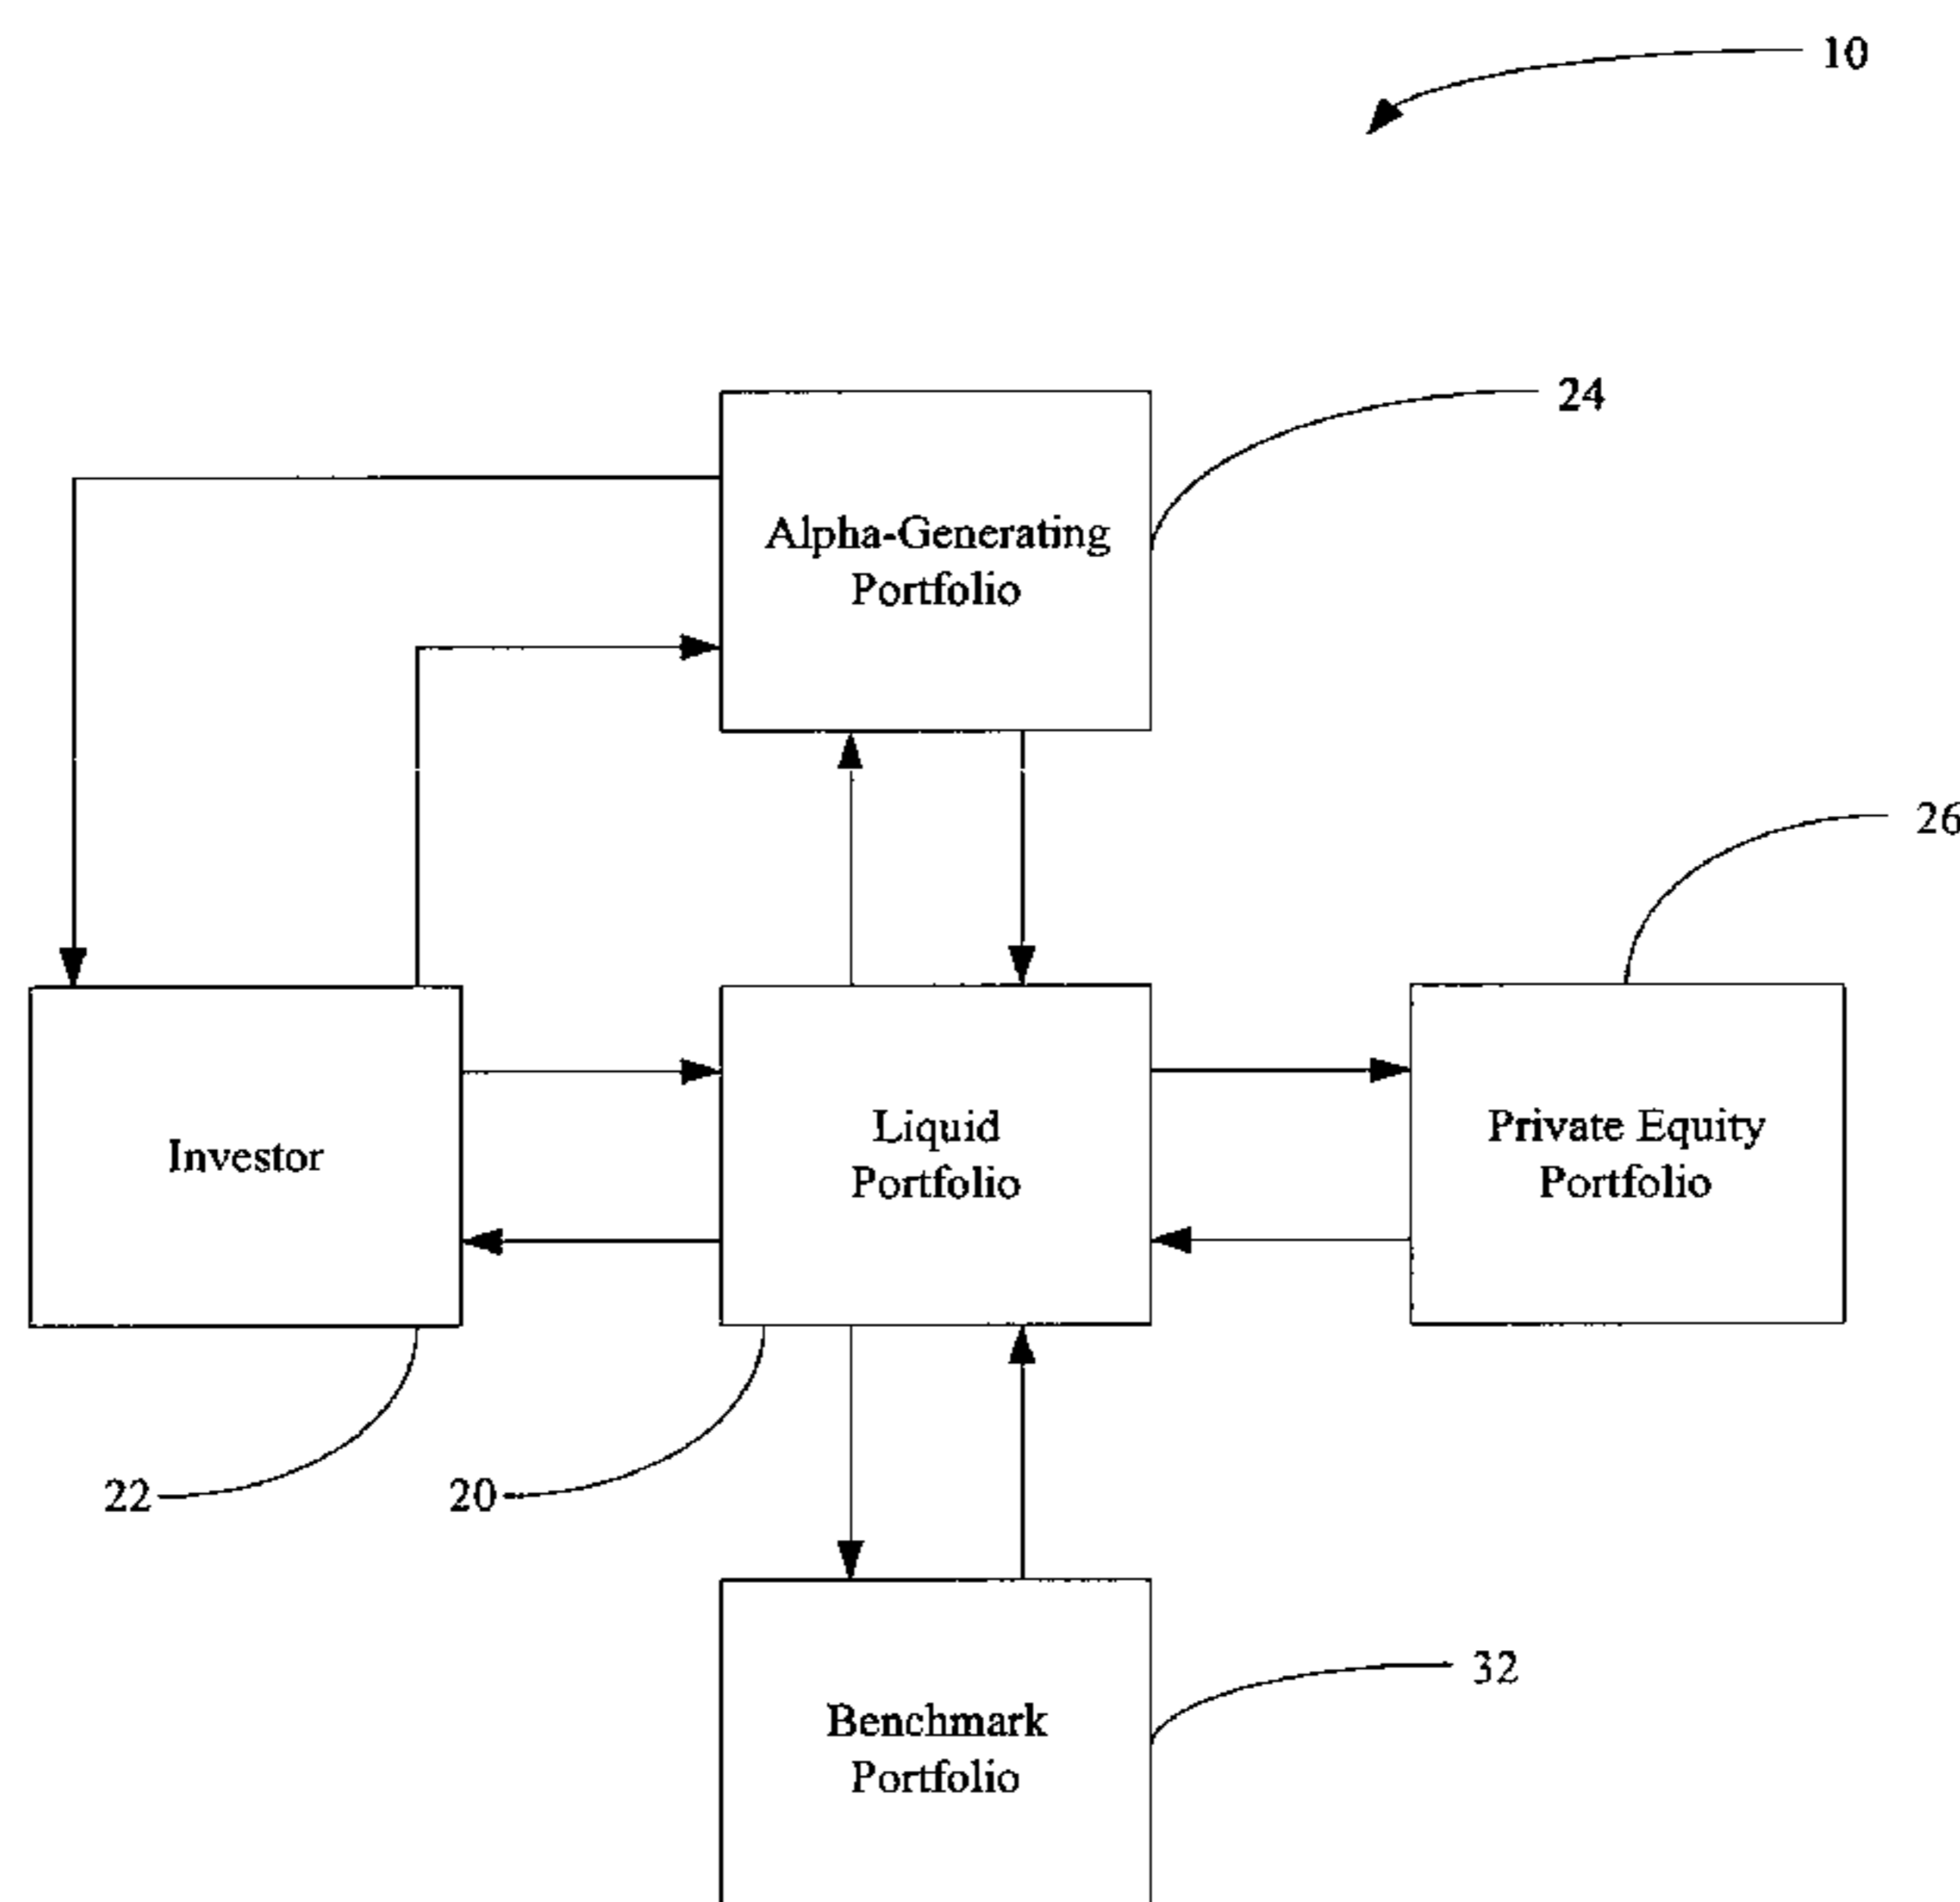 10
24
Alpha-Generating
Portfolio
26
Investor
Liquid
Portfolio
Private Equity
Portfolio
22
20
32
Benchmark
Portfolio